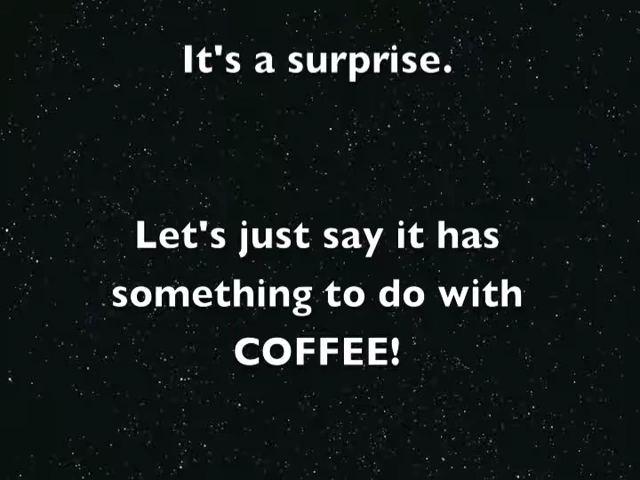 It's a surprise.
Let's just say it has
something to do with
COFFEE!